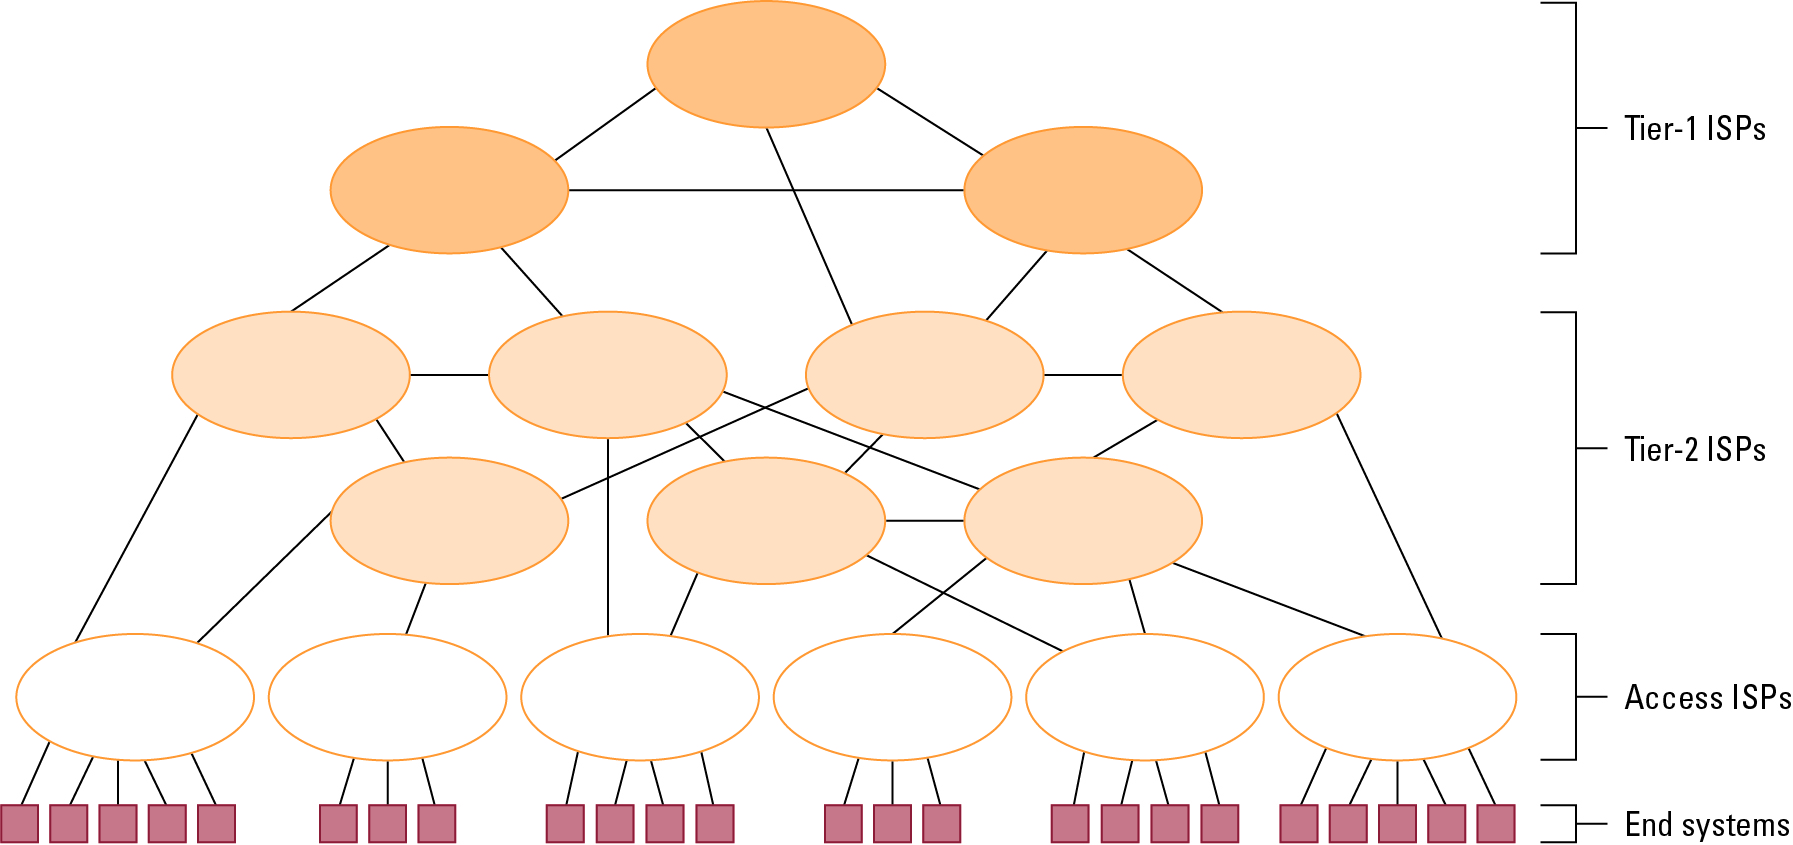 Tier-1 ISPs
Tier-2 ISPs
Access ISPs
End systems